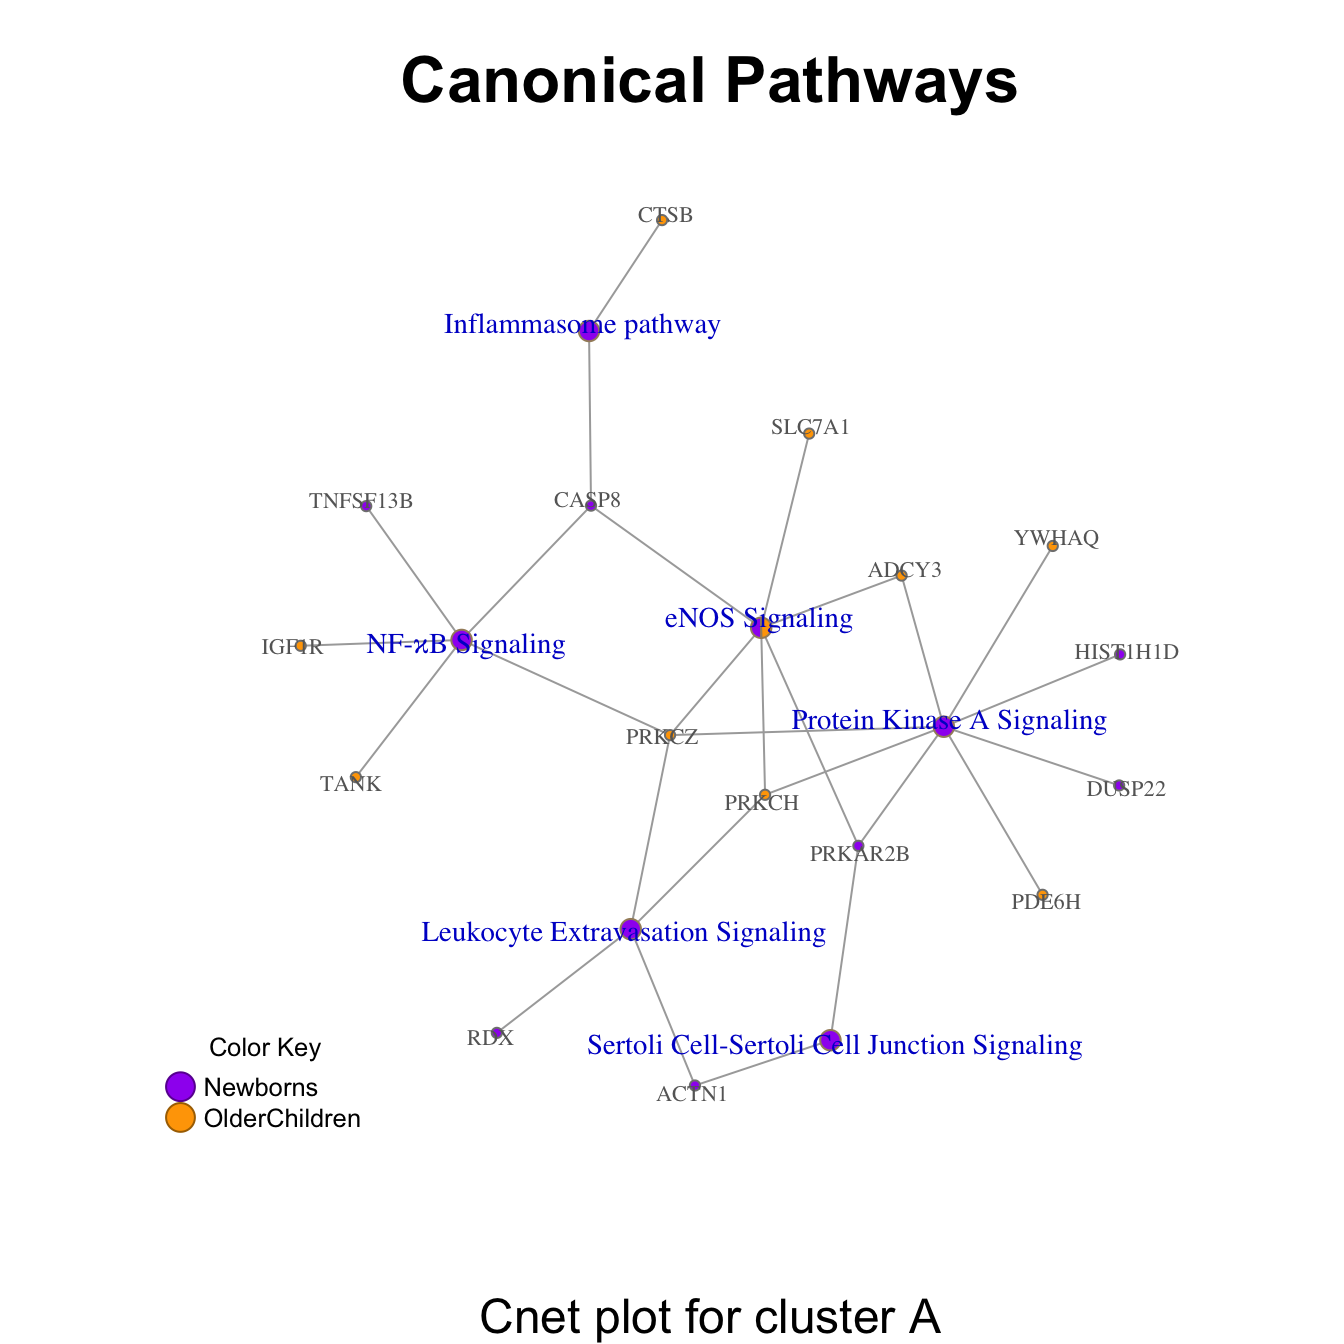 Canonical Pathways
CTSB
Inflammasome pathway
SLC7A1
TNFSF13B
CASP8
YWHAQ
ADCY3
eNOS Signaling
IGF1R
NF-ϰB Signaling
HIST1H1D
Protein Kinase A Signaling
PRKCZ
TANK
DUSP22
PRKCH
PRKAR2B
PDE6H
Leukocyte Extravasation Signaling
RDX
Sertoli Cell-Sertoli Cell Junction Signaling
ACTN1
Color Key
Newborns
OlderChildren
Cnet plot for cluster A